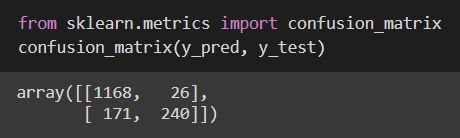 from sklearn.metrics import confusion_matrix
confusion_matrix(y_pred, y_test)
array([[1168,   26],
       [ 171,  240]])